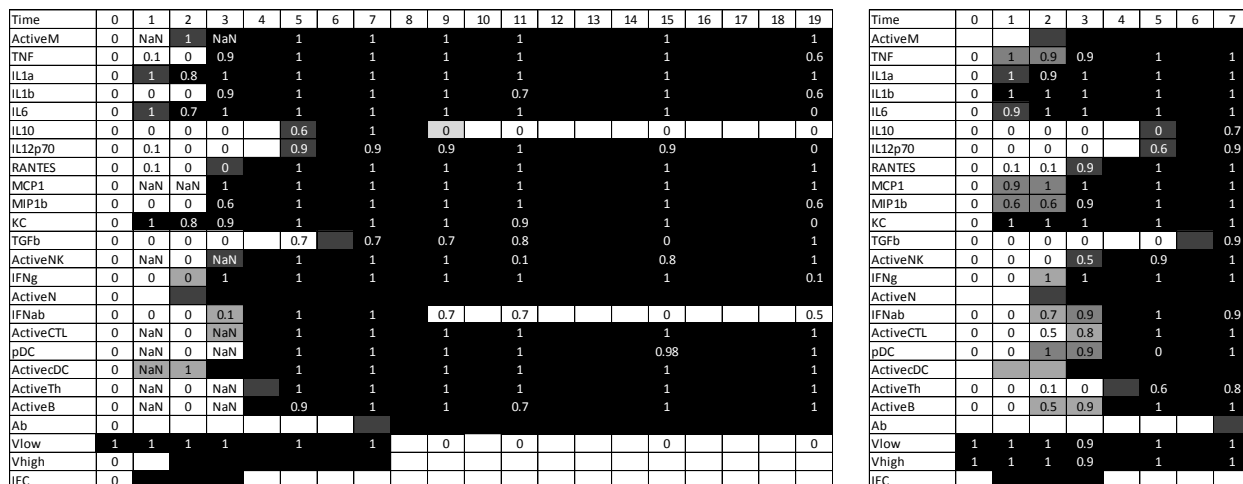 Time 0 1 2 3 4 5 6 7 8 9 10 11 12 13 14 15 16 17 18 19
ActiveM 0 NaN 1 NaN 1 1 1 1 1 1
TNF 0 0.1 0 0.9 1 1 1 1 1 0.6
IL1a 0 1 0.8 1 1 1 1 1 1 1
IL1b 0 0 0 0.9 1 1 1 0.7 1 0.6
IL6 0 1 0.7 1 1 1 1 1 1 0
IL10 0 0 0 0 0.6 1 0 0 0 0
IL12p70 0 0.1 0 0 0.9 0.9 0.9 1 0.9 0
RANTES 0 0.1 0 0 1 1 1 1 1 1
MCP1 0 NaN NaN 1 1 1 1 1 1 1
MIP1b 0 0 0 0.6 1 1 1 1 1 0.6
KC 0 1 0.8 0.9 1 1 1 0.9 1 0
TGFb 0 0 0 0 0.7 0.7 0.7 0.8 0 1
ActiveNK 0 NaN 0 NaN 1 1 1 0.1 0.8 1
IFNg 0 0 0 1 1 1 1 1 1 0.1
ActiveN 0
IFNab 0 0 0 0.1 1 1 0.7 0.7 0 0.5
ActiveCTL 0 NaN 0 NaN 1 1 1 1 1 1
pDC 0 NaN 0 NaN 1 1 1 1 0.98 1
ActivecDC 0 NaN 1 1 1 1 1 1 1
ActiveTh 0 NaN 0 NaN 1 1 1 1 1 1
ActiveB 0 NaN 0 NaN 0.9 1 1 0.7 1 1
Ab 0
Vlow 1 1 1 1 1 1 0 0 0 0
Vhigh 0
IEC 0
Time 0 1 2 3 4 5 6 7
ActiveM
TNF 0 1 0.9 0.9 1 1
IL1a 0 1 0.9 1 1 1
IL1b 0 1 1 1 1 1
IL6 0 0.9 1 1 1 1
IL10 0 0 0 0 0 0.7
IL12p70 0 0 0 0 0.6 0.9
RANTES 0 0.1 0.1 0.9 1 1
MCP1 0 0.9 1 1 1 1
MIP1b 0 0.6 0.6 0.9 1 1
KC 0 1 1 1 1 1
TGFb 0 0 0 0 0 0.9
ActiveNK 0 0 0 0.5 0.9 1
IFNg 0 0 1 1 1 1
ActiveN
IFNab 0 0 0.7 0.9 1 0.9
ActiveCTL 0 0 0.5 0.8 1 1
pDC 0 0 1 0.9 0 1
ActivecDC
ActiveTh 0 0 0.1 0 0.6 0.8
ActiveB 0 0 0.5 0.9 1 1
Ab
Vlow 1 1 1 0.9 1 1
Vhigh 1 1 1 0.9 1 1
IEC